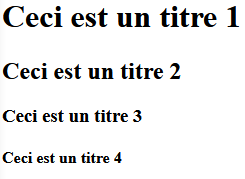 Ceci est un titre 1
Ceci est un titre 2
Ceci est un titre 3
Ceci est un titre 4